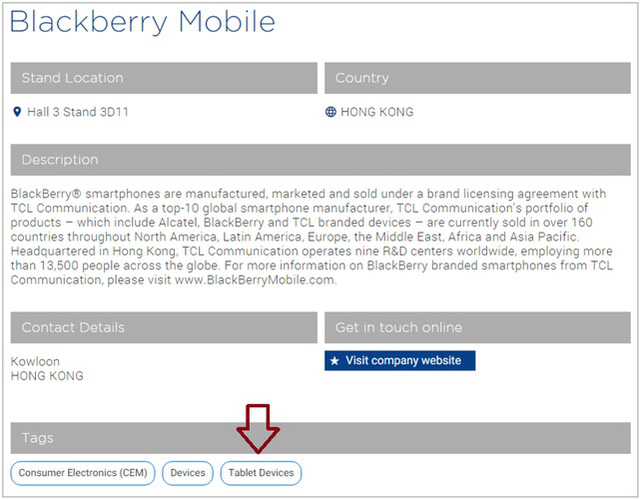 Blackberry Mobile
Stand Location
Country
Hall 3 Stand 3D11
HONG KONG
Description
BlackBerry® smartphones are manufactured, marketed and sold under a brand licensing agreement with
TCL Communication. As a top-10 global smartphone manufacturer, TCL Communication's portfolio of
products – which include Alcatel, BlackBerry and TCL branded devices – are currently sold in over 160
countries throughout North America, Latin America, Europe, the Middle East, Africa and Asia Pacific.
Headquartered in Hong Kong, TCL Communication operates nine R&D centers worldwide, employing more
than 13,500 people across the globe. For more information on BlackBerry branded smartphones from TCL
Communication, please visit www.BlackBerryMobile.com.
Contact Details
Get in touch online
Kowloon
HONG KONG
Visit company website
Tags
Consumer Electronics (CEM)
Devices
Tablet Devices